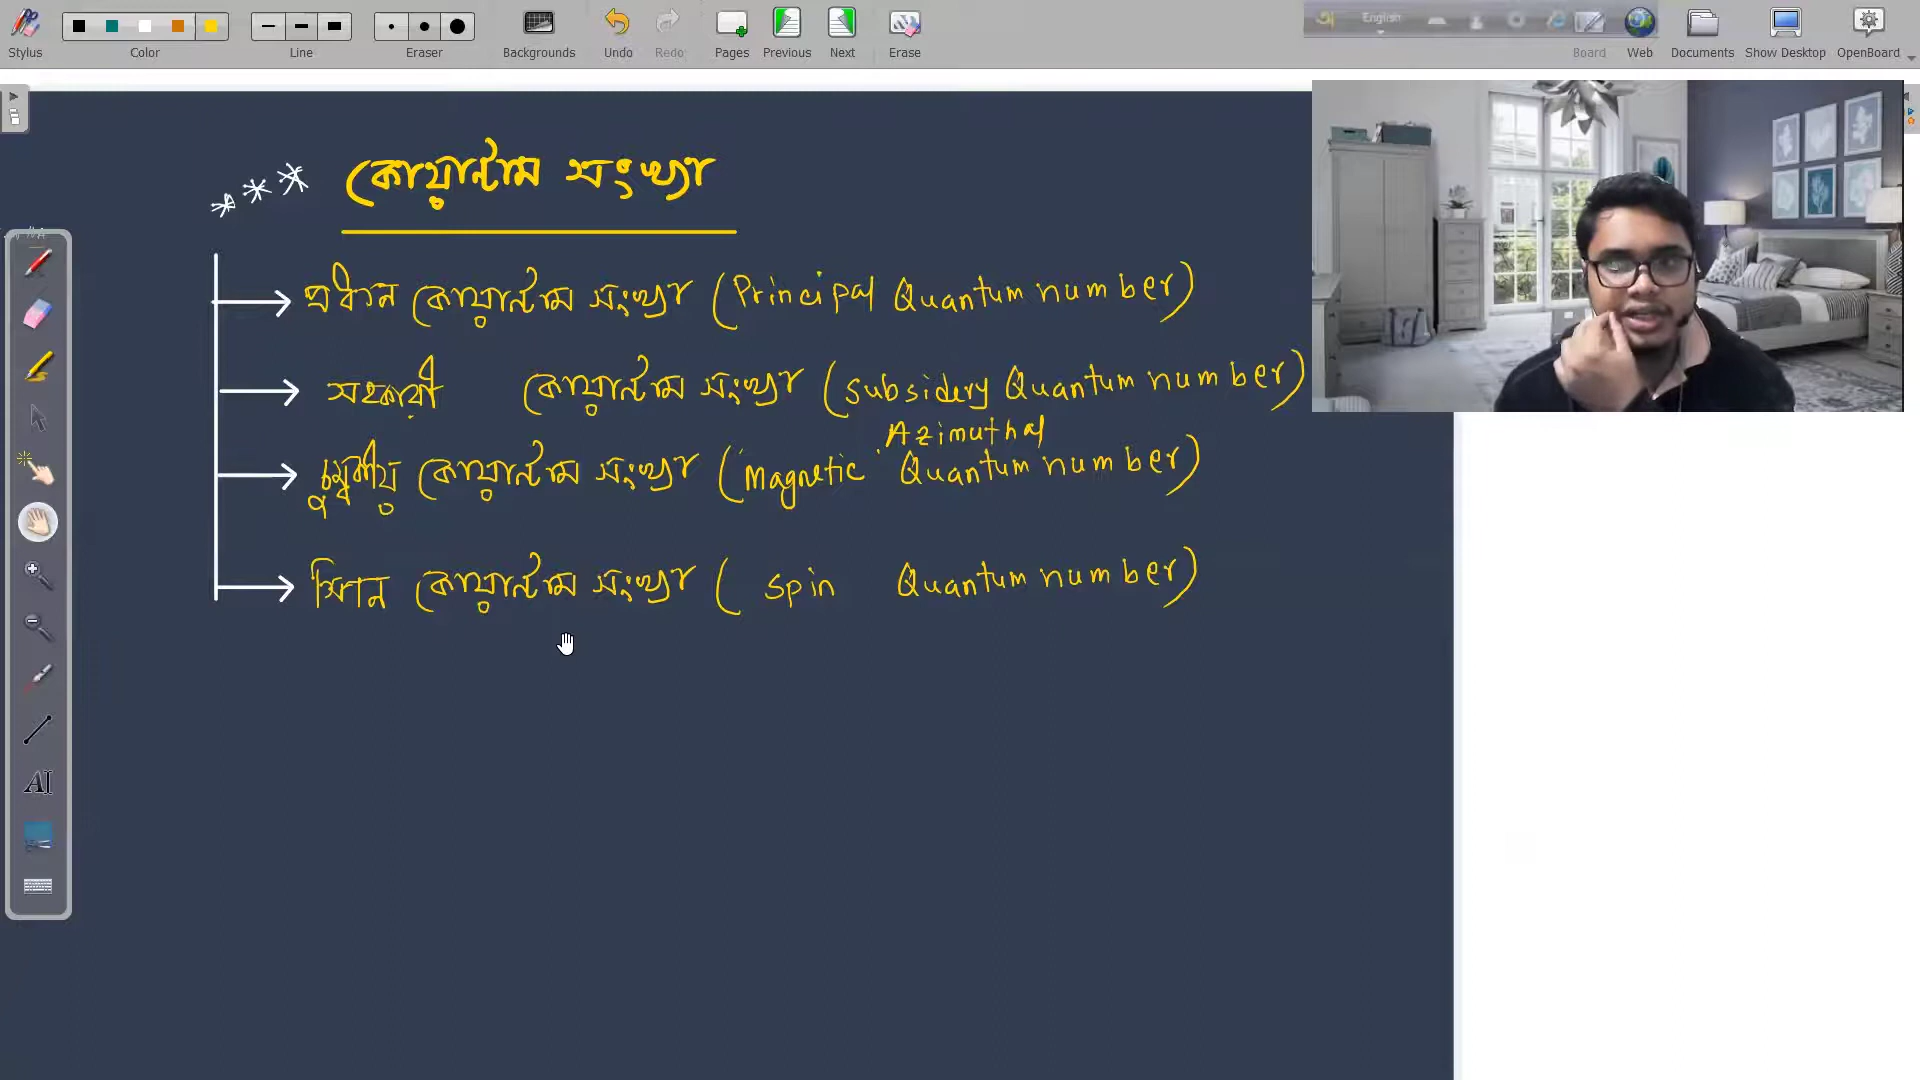 Stylus Color Line Eraser Backgrounds Undo Redo Pages Previous Next Erase Board Web Documents Show Desktop OpenBoard
English
*** কোয়ান্টাম সংখ্যা
প্রধান কোয়ান্টাম সংখ্যা (Principal Quantum number)
সহকারী কোয়ান্টাম সংখ্যা (subsidery Quantum number)
Azimuthal
চুম্বকীয় কোয়ান্টাম সংখ্যা (Magnetic Quantum number)
স্পিন কোয়ান্টাম সংখ্যা ( spin Quantum number)